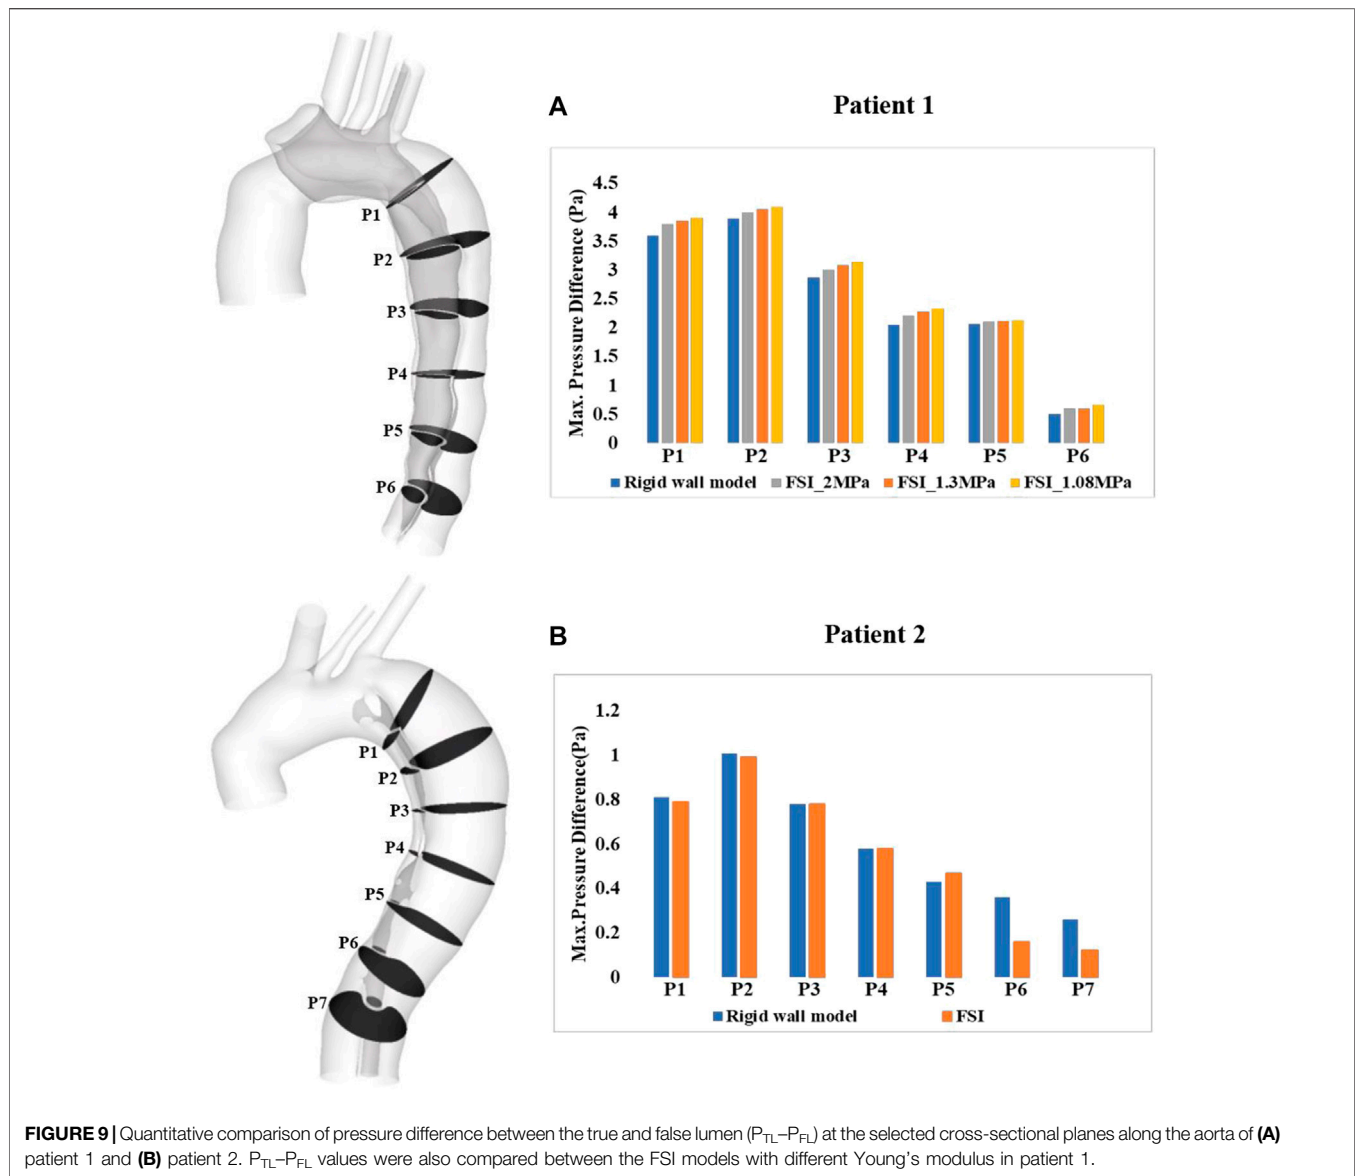 A
Patient 1
P1
P2
P3
P4
P5
P6
Max. Pressure Difference (Pa)
4.5
4
3.5
3
2.5
2
1.5
1
0.5
0
P1 P2 P3 P4 P5 P6
Rigid wall model FSI_2MPa FSI_1.3MPa FSI_1.08MPa
B
Patient 2
P1
P2
P3
P4
P5
P6
P7
Max.Pressure Difference(Pa)
1.2
1
0.8
0.6
0.4
0.2
0
P1 P2 P3 P4 P5 P6 P7
Rigid wall model FSI
FIGURE 9 | Quantitative comparison of pressure difference between the true and false lumen (PTL–PFL) at the selected cross-sectional planes along the aorta of (A)
patient 1 and (B) patient 2. PTL–PFL values were also compared between the FSI models with different Young's modulus in patient 1.